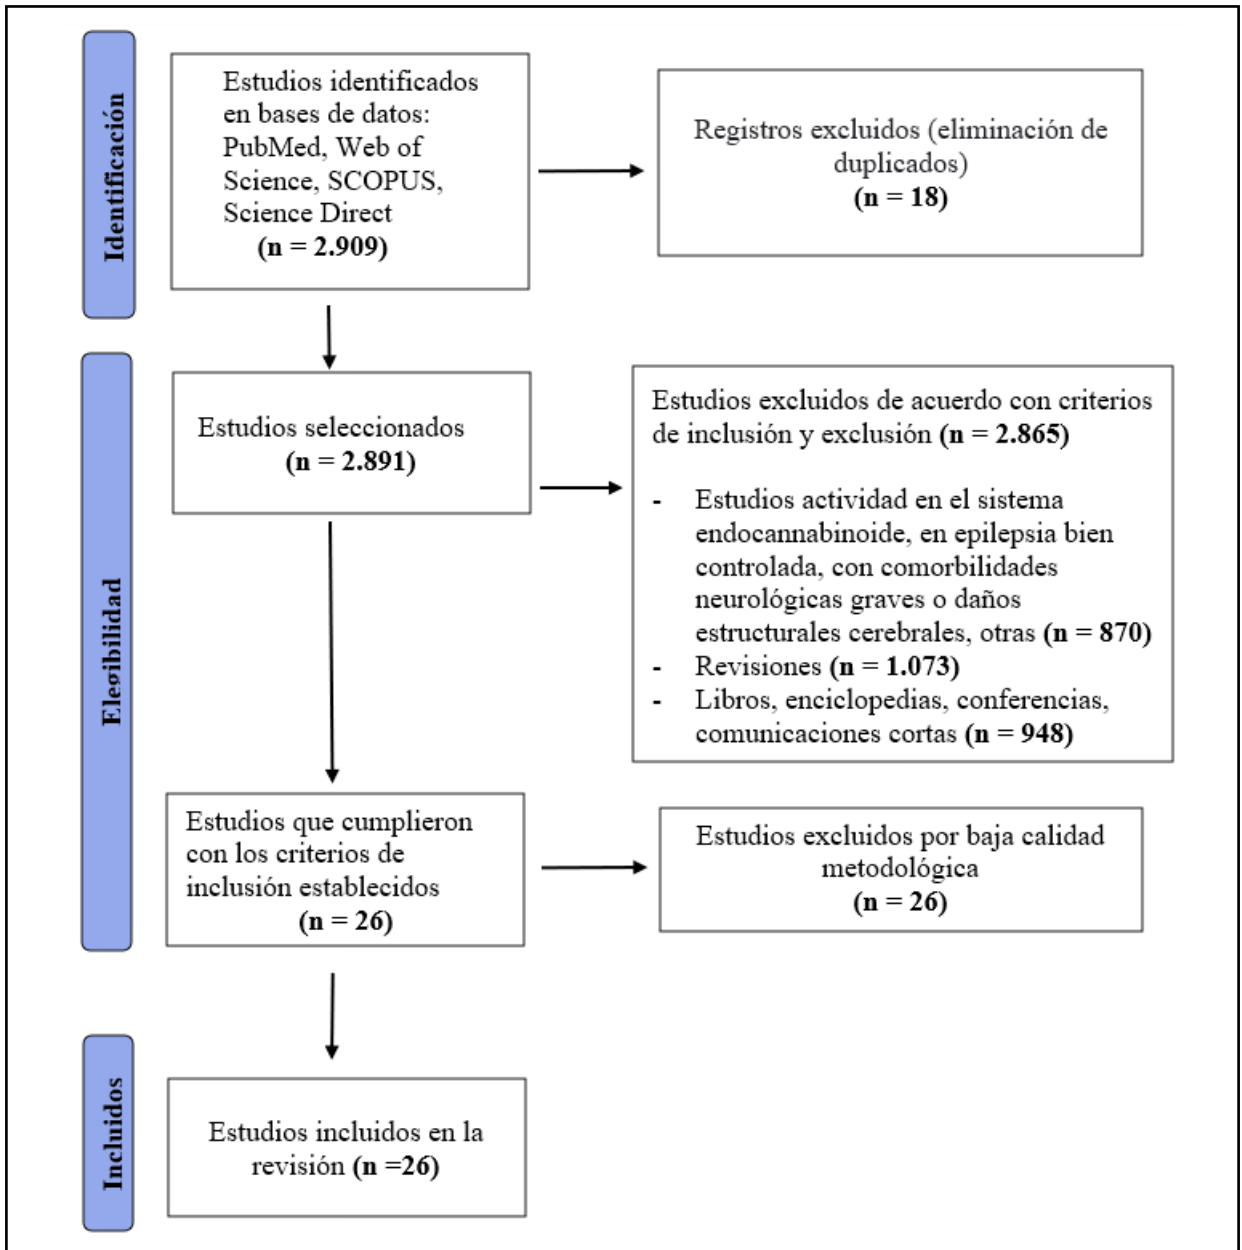 Identificación
Estudios identificados
en bases de datos:
PubMed, Web of
Science, SCOPUS,
Science Direct
(n = 2.909)
Registros excluidos (eliminación de
duplicados)
(n = 18)
Elegibilidad
Estudios seleccionados
(n = 2.891)
Estudios excluidos de acuerdo con criterios
de inclusión y exclusión (n = 2.865)
- Estudios actividad en el sistema
endocannabinoide, en epilepsia bien
controlada, con comorbilidades
neurológicas graves o daños
estructurales cerebrales, otras (n = 870)
- Revisiones (n = 1.073)
- Libros, enciclopedias, conferencias,
comunicaciones cortas (n = 948)
Estudios que cumplieron
con los criterios de
inclusión establecidos
(n = 26)
Estudios excluidos por baja calidad
metodológica
(n = 26)
Incluidos
Estudios incluidos en la
revisión (n =26)